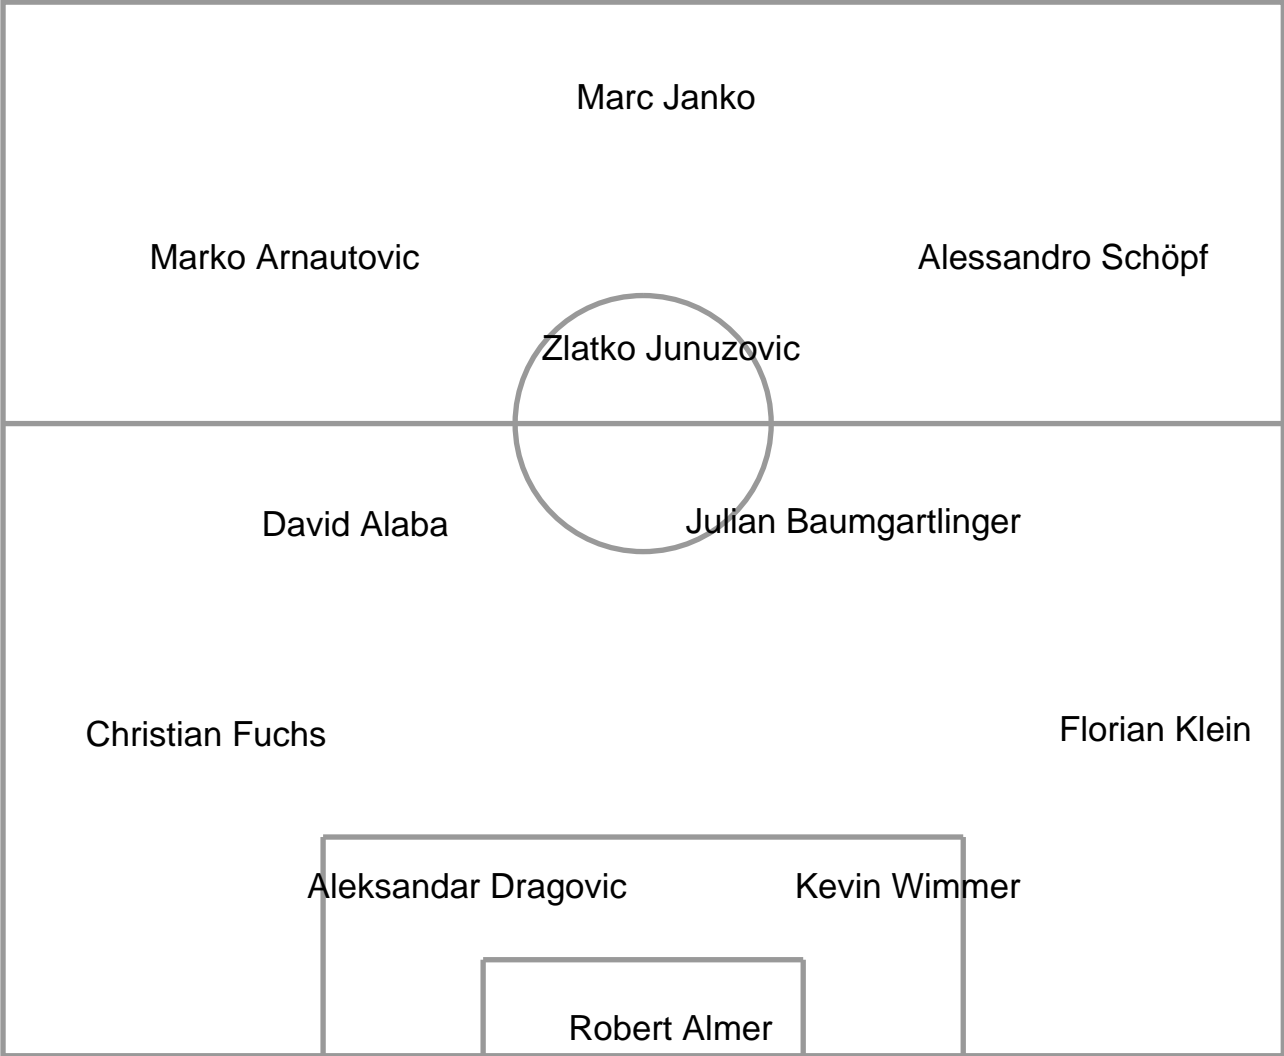 Marc Janko
Marko Arnautovic
Alessandro Schöpf
Zlatko Junuzovic
David Alaba
Julian Baumgartlinger
Christian Fuchs
Florian Klein
Aleksandar Dragovic
Kevin Wimmer
Robert Almer